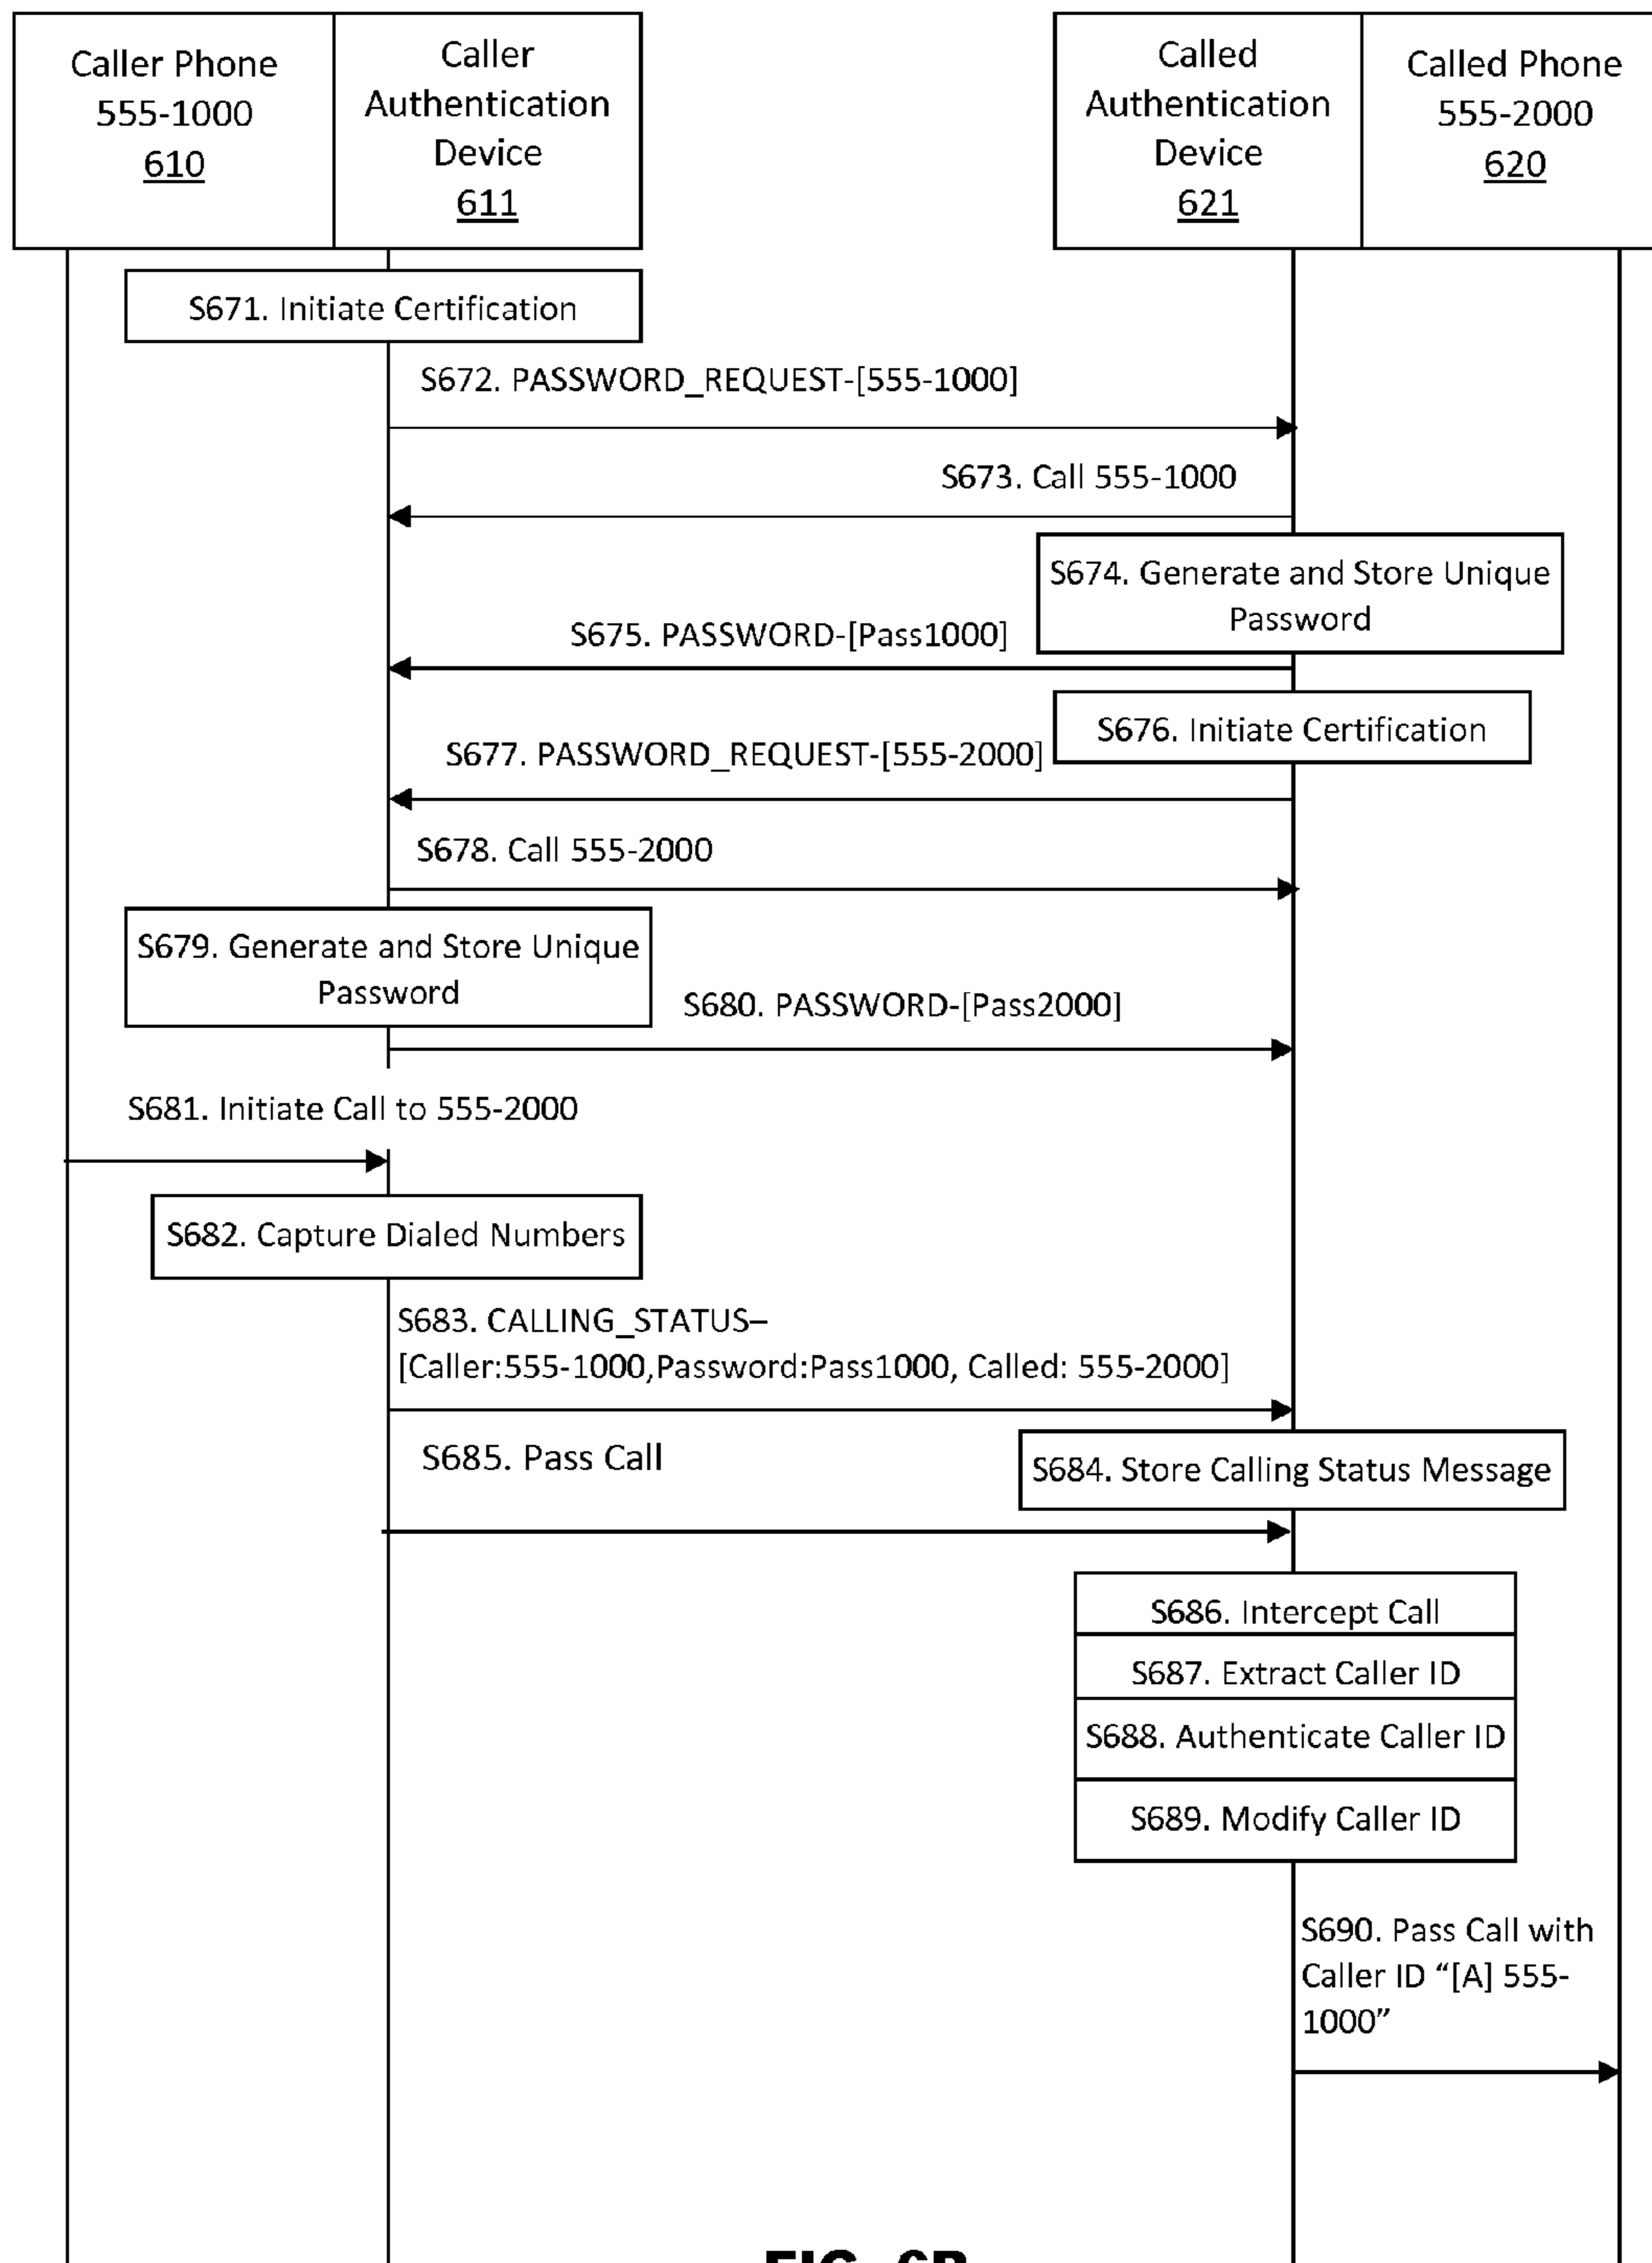 Caller Phone
555-1000
610
Caller
Authentication
Device
611
Called
Authentication
Device
621
Called Phone
555-2000
620
S671. Initiate Certification
S672. PASSWORD_REQUEST-[555-1000]
S673. Call 555-1000
S674. Generate and Store Unique
Password
S675. PASSWORD-[Pass1000]
S676. Initiate Certification
S677. PASSWORD_REQUEST-[555-2000]
S678. Call 555-2000
S679. Generate and Store Unique
Password
S680. PASSWORD-[Pass2000]
S681. Initiate Call to 555-2000
S682. Capture Dialed Numbers
S683. CALLING_STATUS–
[Caller:555-1000,Password:Pass1000, Called: 555-2000]
S685. Pass Call
S684. Store Calling Status Message
S686. Intercept Call
S687. Extract Caller ID
S688. Authenticate Caller ID
S689. Modify Caller ID
S690. Pass Call with
Caller ID “[A] 555-
1000”
FIG. 6B